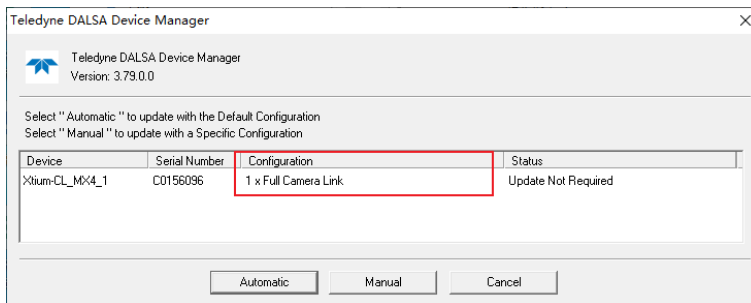 Teledyne DALSA Device Manager
Teledyne DALSA Device Manager
Version: 3.79.0.0
Select " Automatic " to update with the Default Configuration
Select " Manual " to update with a Specific Configuration
Device Serial Number Configuration Status
Xtium-CL_MX4_1 C0156096 1 x Full Camera Link Update Not Required
Automatic Manual Cancel